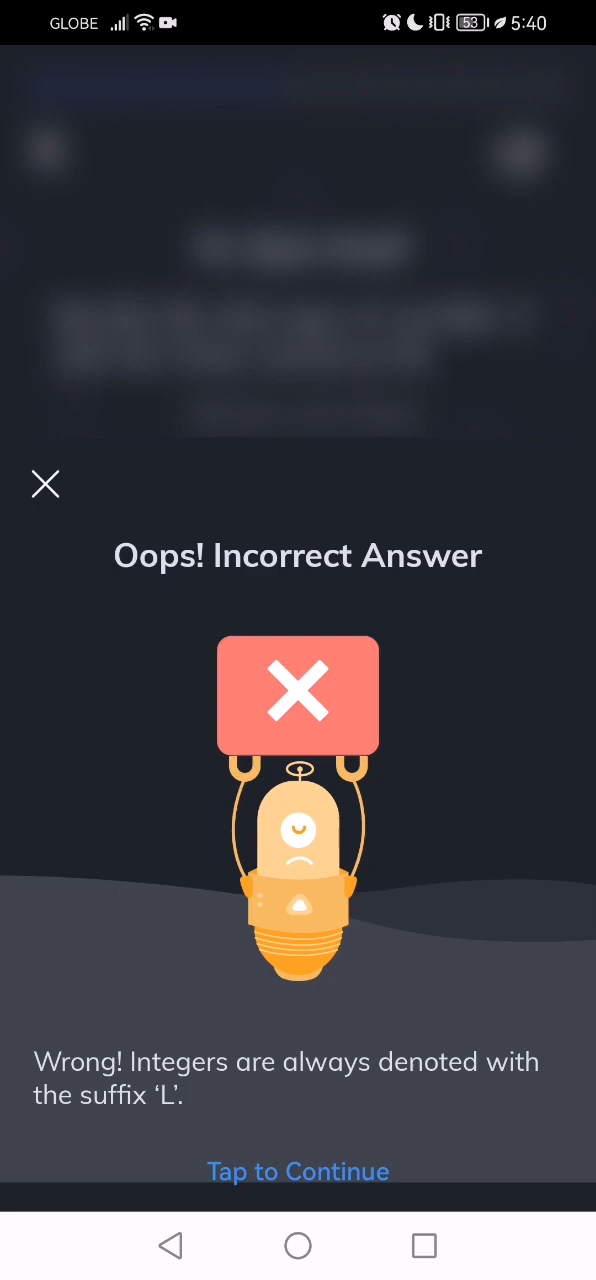 GLOBE 53 5:40
Oops! Incorrect Answer
Wrong! Integers are always denoted with
the suffix ‘L’.
Tap to Continue